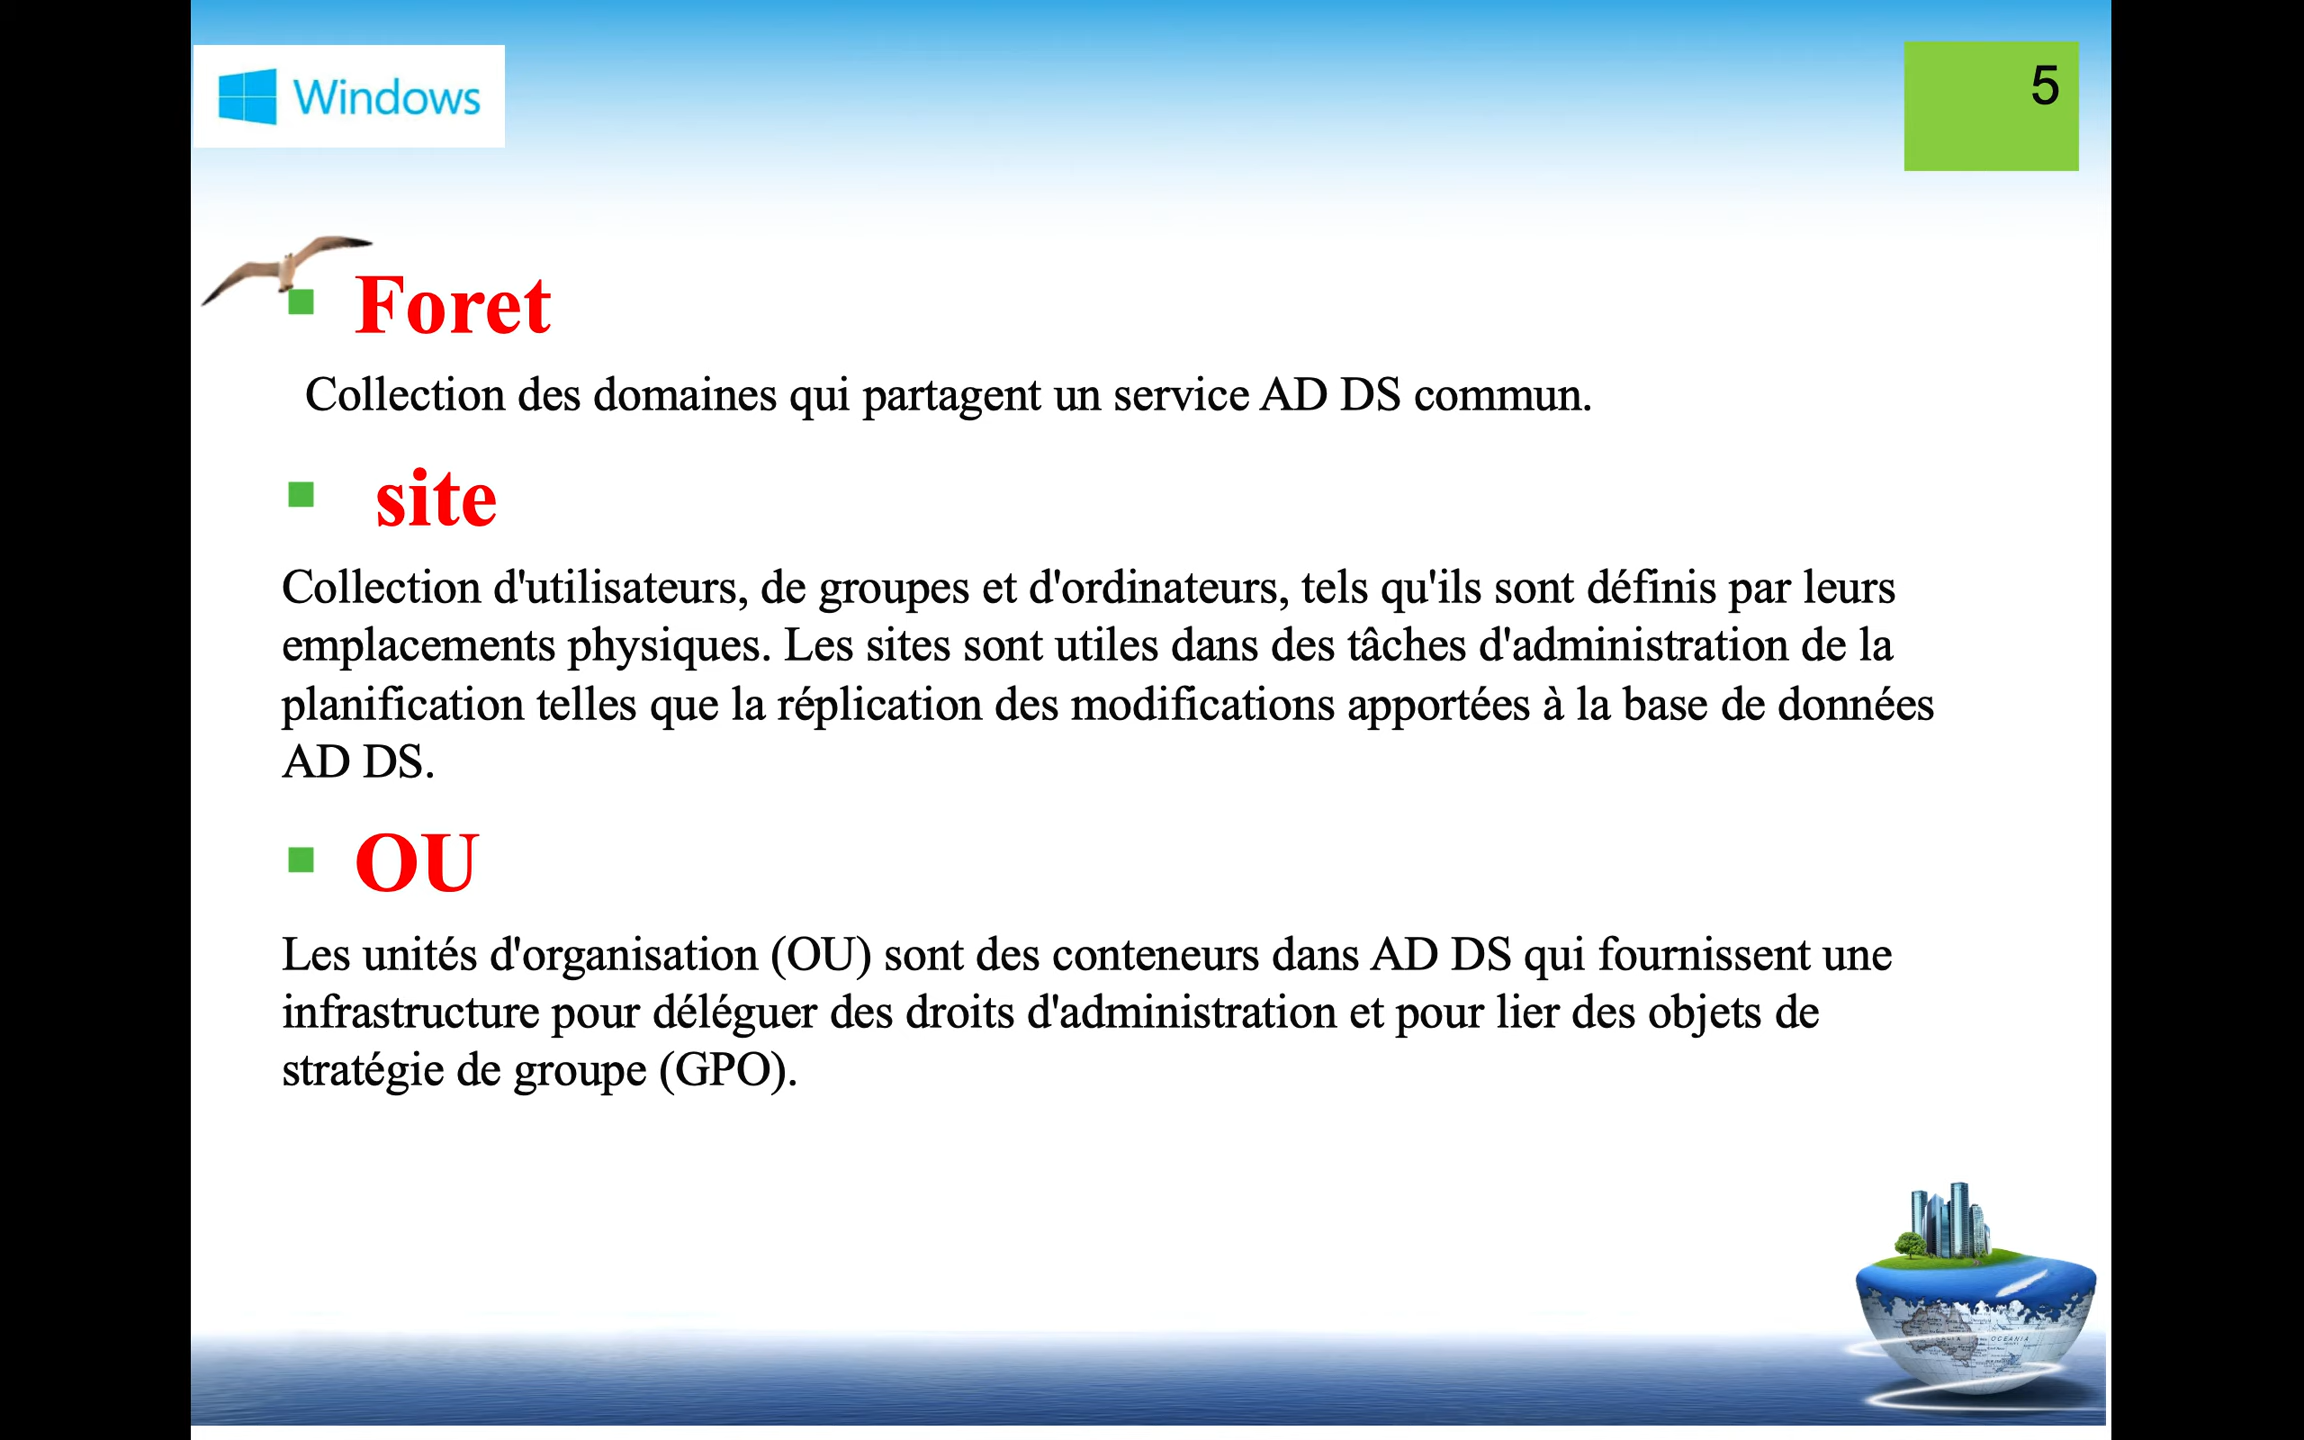 Windows
5
Foret
Collection des domaines qui partagent un service AD DS commun.
site
Collection d'utilisateurs, de groupes et d'ordinateurs, tels qu'ils sont définis par leurs
emplacements physiques. Les sites sont utiles dans des tâches d'administration de la
planification telles que la réplication des modifications apportées à la base de données
AD DS.
OU
Les unités d'organisation (OU) sont des conteneurs dans AD DS qui fournissent une
infrastructure pour déléguer des droits d'administration et pour lier des objets de
stratégie de groupe (GPO).
OCEANIA